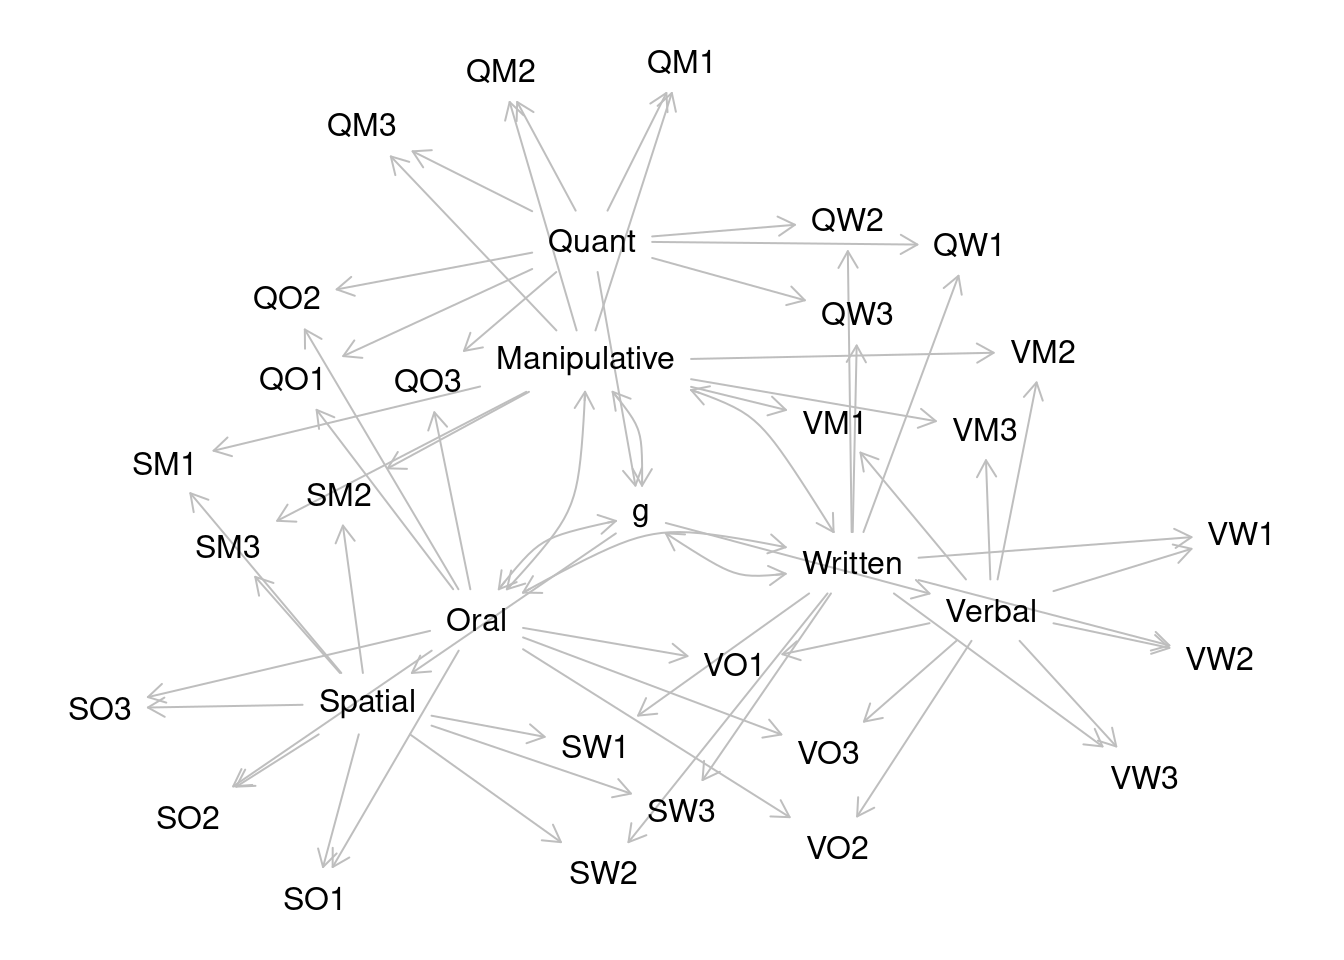 QM1
QM2
QM3
QW2
Quant
QW1
QO2
QW3
VM2
Manipulative
QO1
QO3
VM1
VM3
SM1
SM2
g
VW1
SM3
Written
Verbal
Oral
VW2
VO1
Spatial
SO3
SW1
VO3
VW3
SW3
SO2
VO2
SW2
SO1